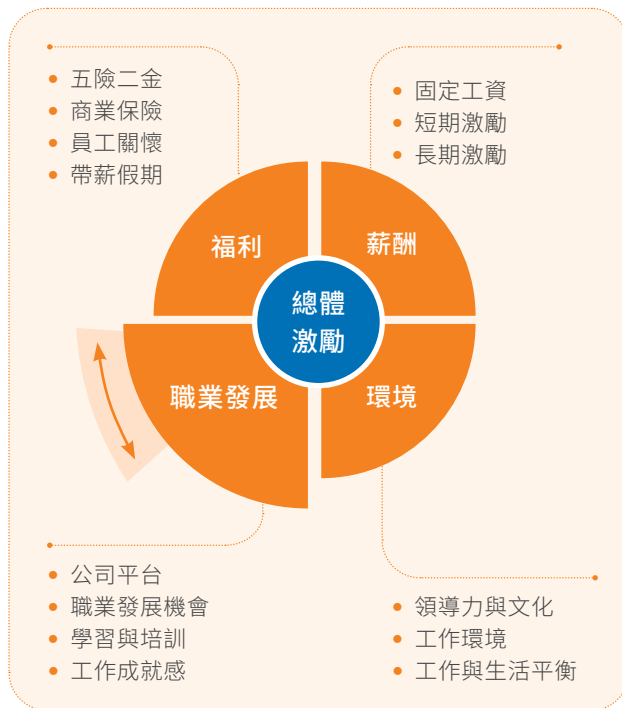 五險二金
商業保險
員工關懷
帶薪假期
固定工資
短期激勵
長期激勵
福利
薪酬
總體
激勵
職業發展
環境
公司平台
職業發展機會
學習與培訓
工作成就感
領導力與文化
工作環境
工作與生活平衡